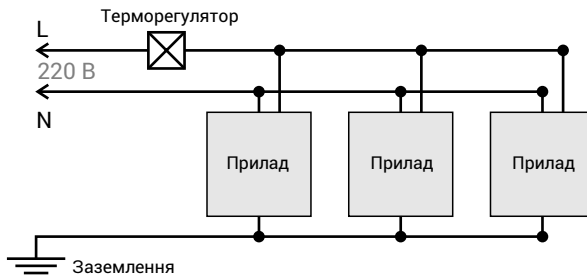 Терморегулятор
L
220 В
N
Прилад Прилад Прилад
Заземлення